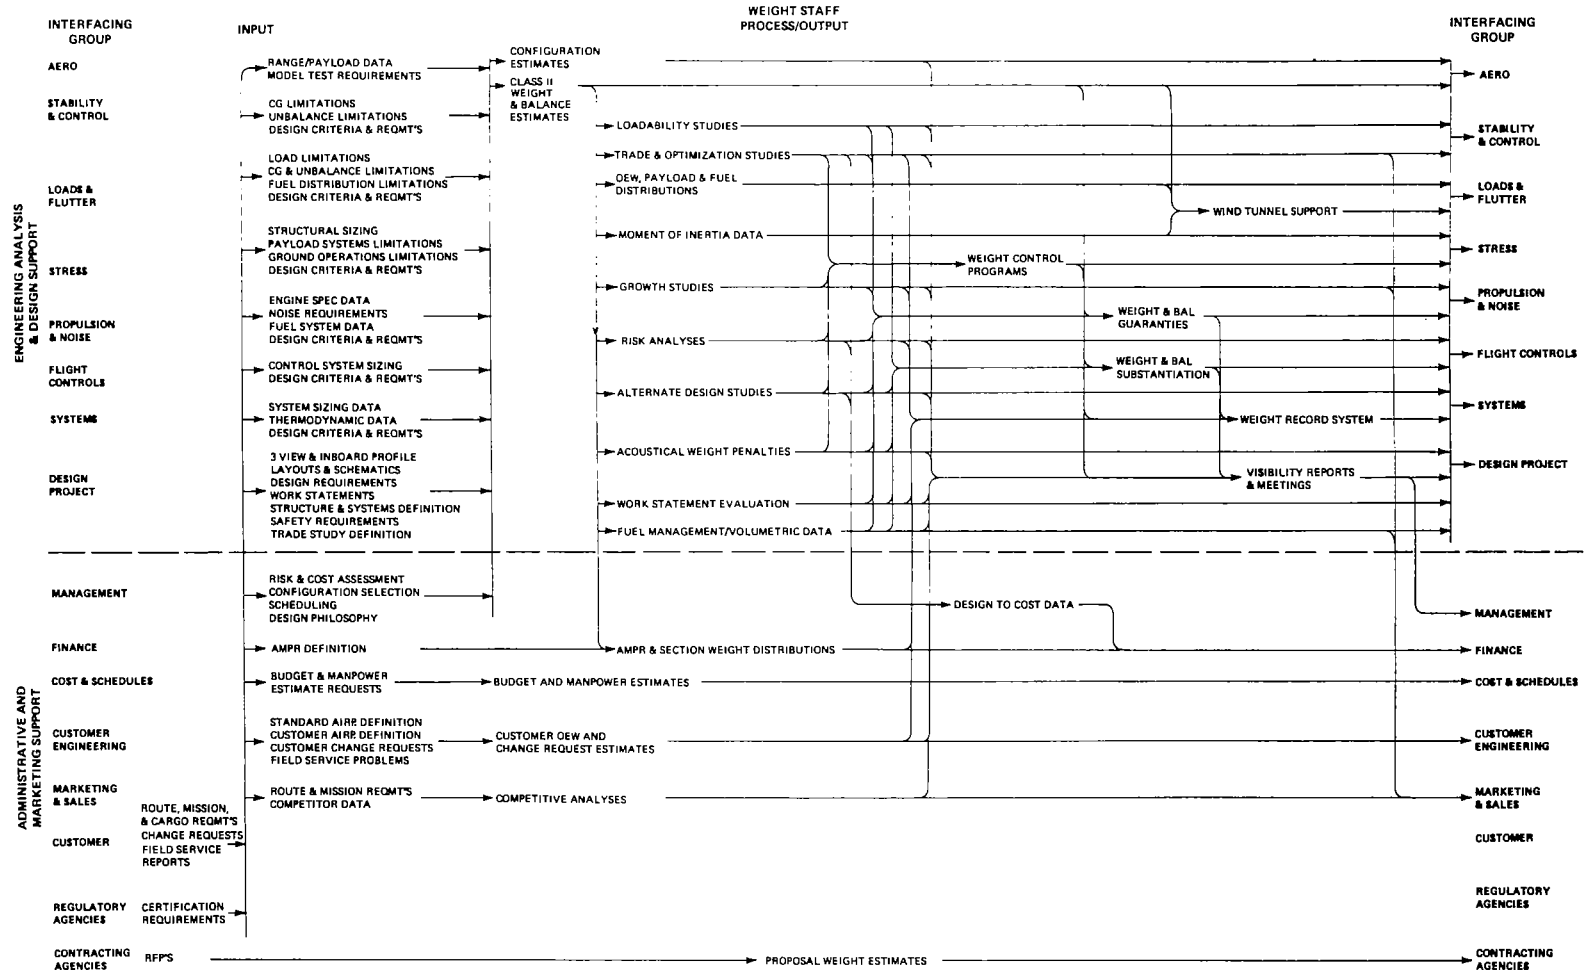 WEIGHT STAFF
PROCESS/OUTPUT
INTERFACING
GROUP
INPUT
INTERFACING
GROUP
ENGINEERING ANALYSIS
& DESIGN SUPPORT
AERO
RANGE/PAYLOAD DATA
MODEL TEST REQUIREMENTS
STABILITY
& CONTROL
CG LIMITATIONS
UNBALANCE LIMITATIONS
DESIGN CRITERIA & REQMT'S
LOADS &
FLUTTER
LOAD LIMITATIONS
CG & UNBALANCE LIMITATIONS
FUEL DISTRIBUTION LIMITATIONS
DESIGN CRITERIA & REQMT'S
STRESS
STRUCTURAL SIZING
PAYLOAD SYSTEMS LIMITATIONS
GROUND OPERATIONS LIMITATIONS
DESIGN CRITERIA & REQMT'S
PROPULSION
& NOISE
ENGINE SPEC DATA
NOISE REQUIREMENTS
FUEL SYSTEM DATA
DESIGN CRITERIA & REQMT'S
FLIGHT
CONTROLS
CONTROL SYSTEM SIZING
DESIGN CRITERIA & REQMT'S
SYSTEMS
SYSTEM SIZING DATA
THERMODYNAMIC DATA
DESIGN CRITERIA & REQMT'S
DESIGN
PROJECT
3 VIEW & INBOARD PROFILE
LAYOUTS & SCHEMATICS
DESIGN REQUIREMENTS
WORK STATEMENTS
STRUCTURE & SYSTEMS DEFINITION
SAFETY REQUIREMENTS
TRADE STUDY DEFINITION
CONFIGURATION
ESTIMATES
CLASS II
WEIGHT
& BALANCE
ESTIMATES
LOADABILITY STUDIES
TRADE & OPTIMIZATION STUDIES
OEW, PAYLOAD & FUEL
DISTRIBUTIONS
WIND TUNNEL SUPPORT
MOMENT OF INERTIA DATA
WEIGHT CONTROL
PROGRAMS
GROWTH STUDIES
WEIGHT & BAL
GUARANTIES
RISK ANALYSES
WEIGHT & BAL
SUBSTANTIATION
ALTERNATE DESIGN STUDIES
WEIGHT RECORD SYSTEM
ACOUSTICAL WEIGHT PENALTIES
VISIBILITY REPORTS
& MEETINGS
WORK STATEMENT EVALUATION
FUEL MANAGEMENT/VOLUMETRIC DATA
AERO
STABILITY
& CONTROL
LOADS &
FLUTTER
STRESS
PROPULSION
& NOISE
FLIGHT CONTROLS
SYSTEMS
DESIGN PROJECT
ADMINISTRATIVE AND
MARKETING SUPPORT
MANAGEMENT
RISK & COST ASSESSMENT
CONFIGURATION SELECTION
SCHEDULING
DESIGN PHILOSOPHY
DESIGN TO COST DATA
MANAGEMENT
FINANCE
AMPR DEFINITION
AMPR & SECTION WEIGHT DISTRIBUTIONS
FINANCE
COST & SCHEDULES
BUDGET & MANPOWER
ESTIMATE REQUESTS
BUDGET AND MANPOWER ESTIMATES
COST & SCHEDULES
CUSTOMER
ENGINEERING
STANDARD AIRP. DEFINITION
CUSTOMER AIRP. DEFINITION
CUSTOMER CHANGE REQUESTS
FIELD SERVICE PROBLEMS
CUSTOMER OEW AND
CHANGE REQUEST ESTIMATES
CUSTOMER
ENGINEERING
MARKETING
& SALES
ROUTE & MISSION REQMT'S
COMPETITOR DATA
COMPETITIVE ANALYSES
MARKETING
& SALES
CUSTOMER
ROUTE, MISSION,
& CARGO REQMT'S
CHANGE REQUESTS
FIELD SERVICE
REPORTS
CUSTOMER
REGULATORY
AGENCIES
CERTIFICATION
REQUIREMENTS
REGULATORY
AGENCIES
CONTRACTING
AGENCIES
RFP'S
PROPOSAL WEIGHT ESTIMATES
CONTRACTING
AGENCIES